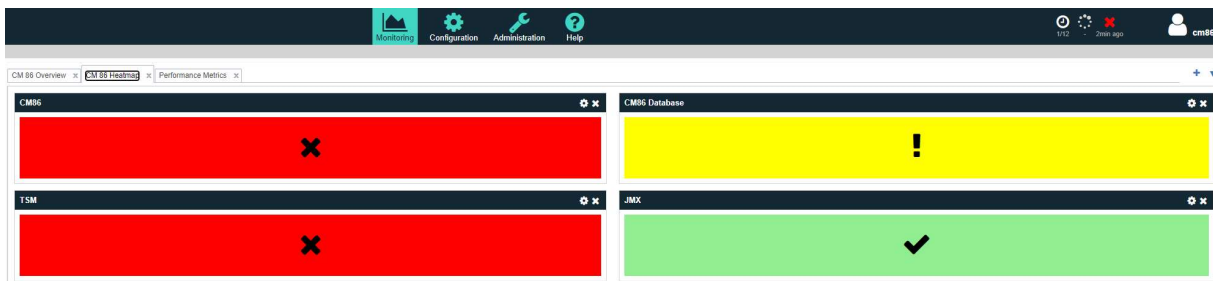 Monitoring Configuration Administration Help
1/12 - 2min ago
cm86
CM 86 Overview x CM 86 Heatmap x Performance Metrics x
CM86
CM86 Database
TSM
JMX